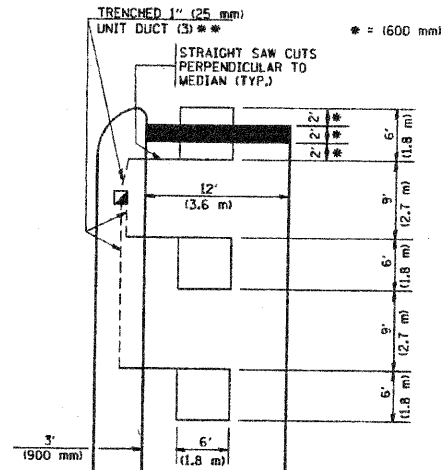 TRENCHED 1" (25 mm)
UNIT DUCT (3) * *
* = (600 mm)
STRAIGHT SAW CUTS
PERPENDICULAR TO
MEDIAN (TYP.)
2' *
2' *
2' *
6'
(1.8 m)
12'
(3.6 m)
9'
(2.7 m)
6'
(1.8 m)
9'
(2.7 m)
6'
(1.8 m)
3'
(900 mm)
6'
(1.8 m)